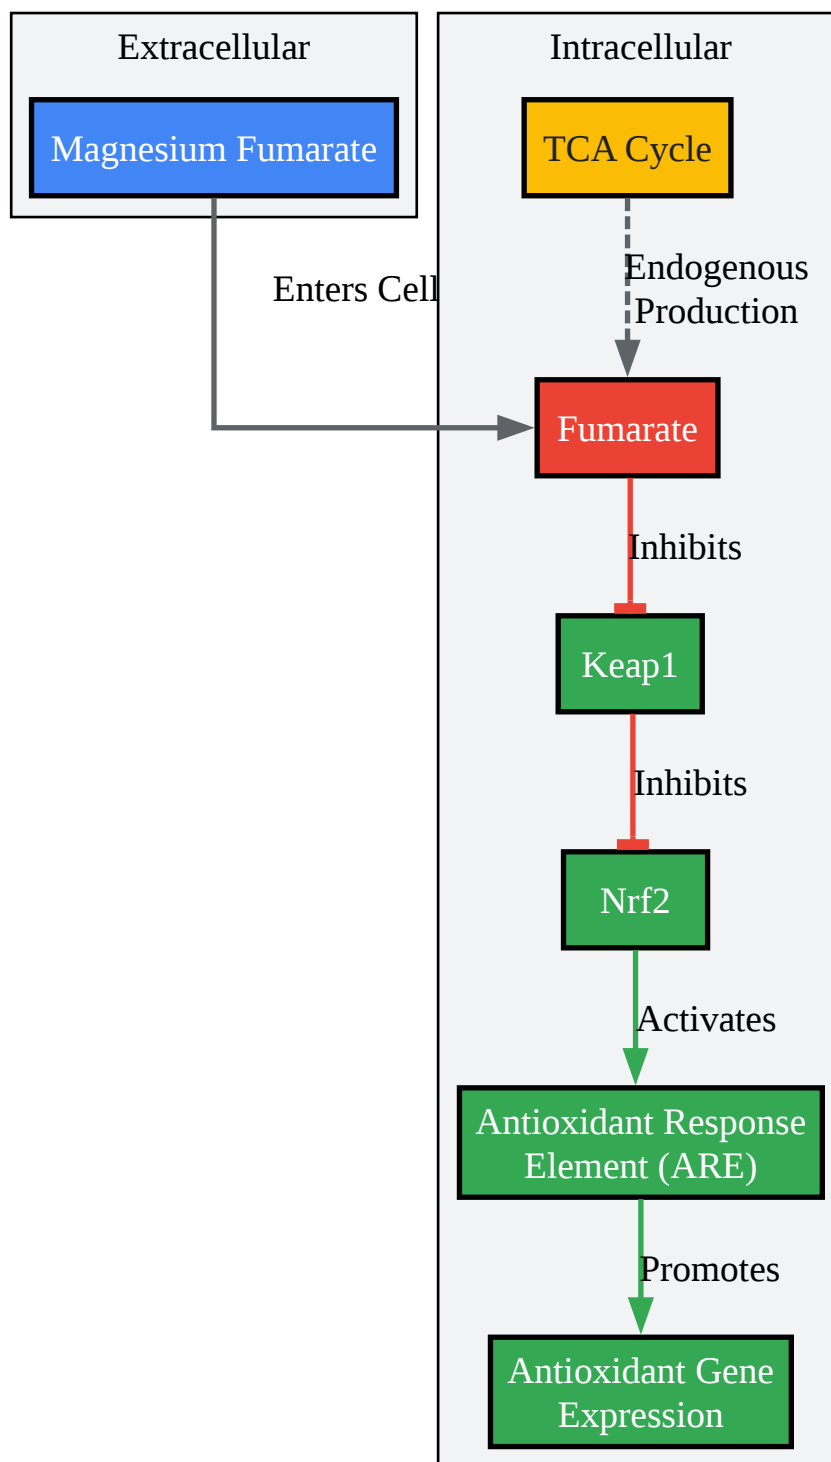 Extracellular
Intracellular
Magnesium Fumarate
TCA Cycle
Enters Cell
Endogenous
Production
Fumarate
Inhibits
Keap1
Inhibits
Nrf2
Activates
Antioxidant Response
Element (ARE)
Promotes
Antioxidant Gene
Expression